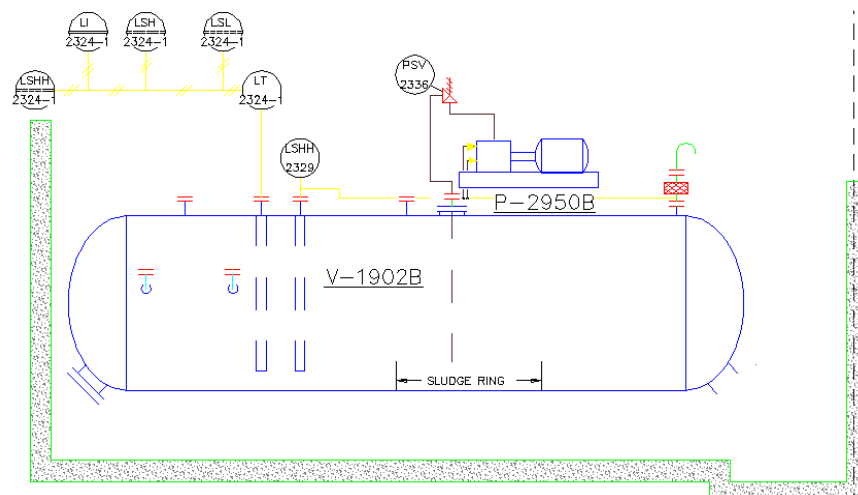 LI
2324-1
LSH
2324-1
LSL
2324-1
LSHH
2324-1
LT
2324-1
PSV
2336
LSHH
2329
P-2950B
V-1902B
SLUDGE RING